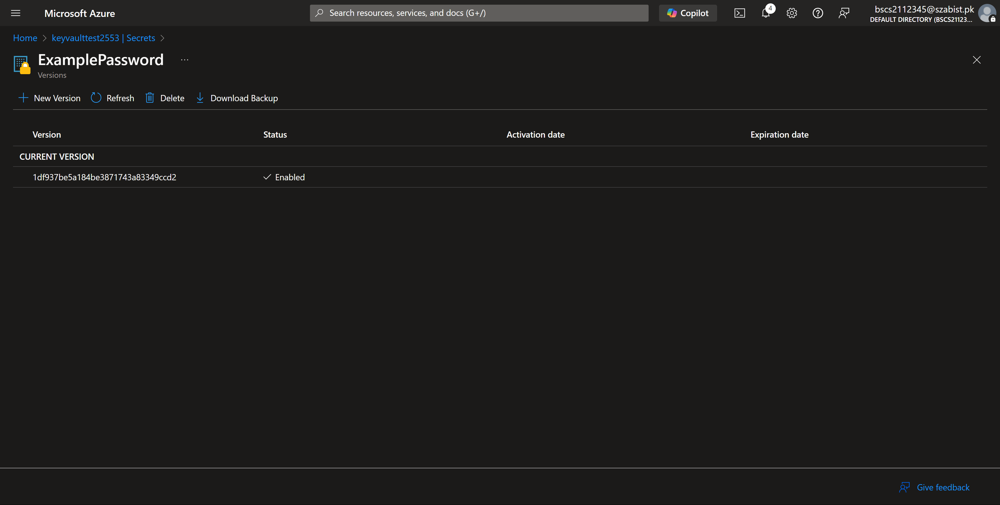 Microsoft Azure
Search resources, services, and docs (G+/)
Copilot
4
bscs2112345@szabist.pk
DEFAULT DIRECTORY (BSCS21123...
Home > keyvaulttest2553 | Secrets >
ExamplePassword ...
Versions
New Version Refresh Delete Download Backup
Version Status Activation date Expiration date
CURRENT VERSION
1df937be5a184be3871743a83349ccd2 Enabled
Give feedback